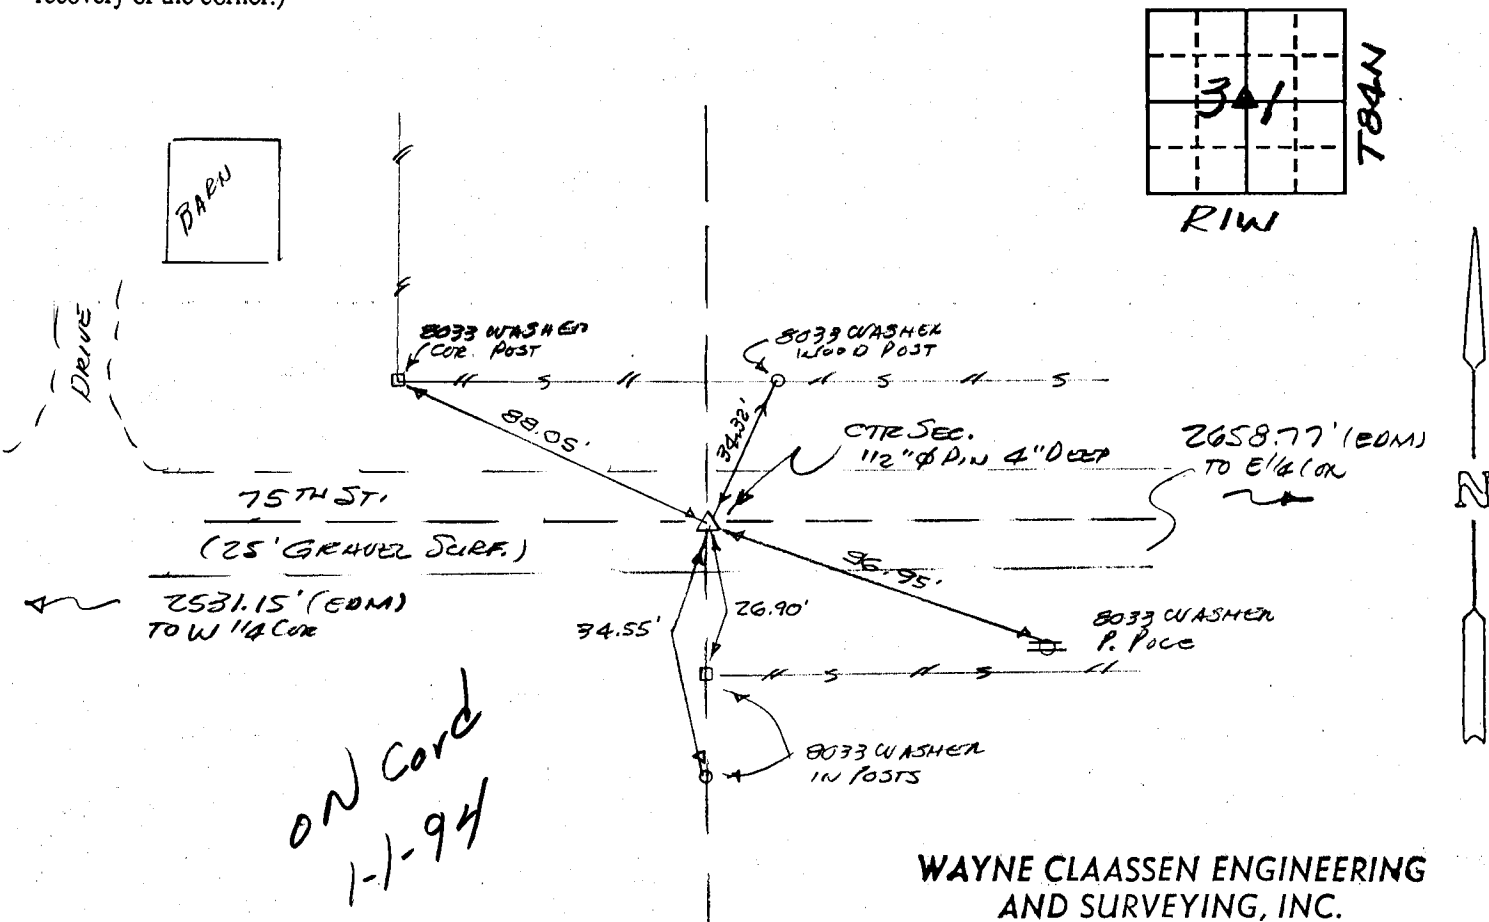 recovery of the corner.)
31
T84N
R1W
BARN
DRIVE
8033 WASHER
COR. POST
8033 WASHER
WOOD POST
88.05'
34.32'
CTR SEC.
1/2"Ø PIN 4" DEEP
2658.77' (EDM)
TO E 1/4 COR
75TH ST.
(25' GRAVEL SURF.)
N
2531.15' (EDM)
TO W 1/4 COR
34.55'
26.90'
96.95'
8033 WASHER
P. POLE
8033 WASHER
IN POSTS
ON Card
1-1-94
WAYNE CLAASSEN ENGINEERING
AND SURVEYING, INC.